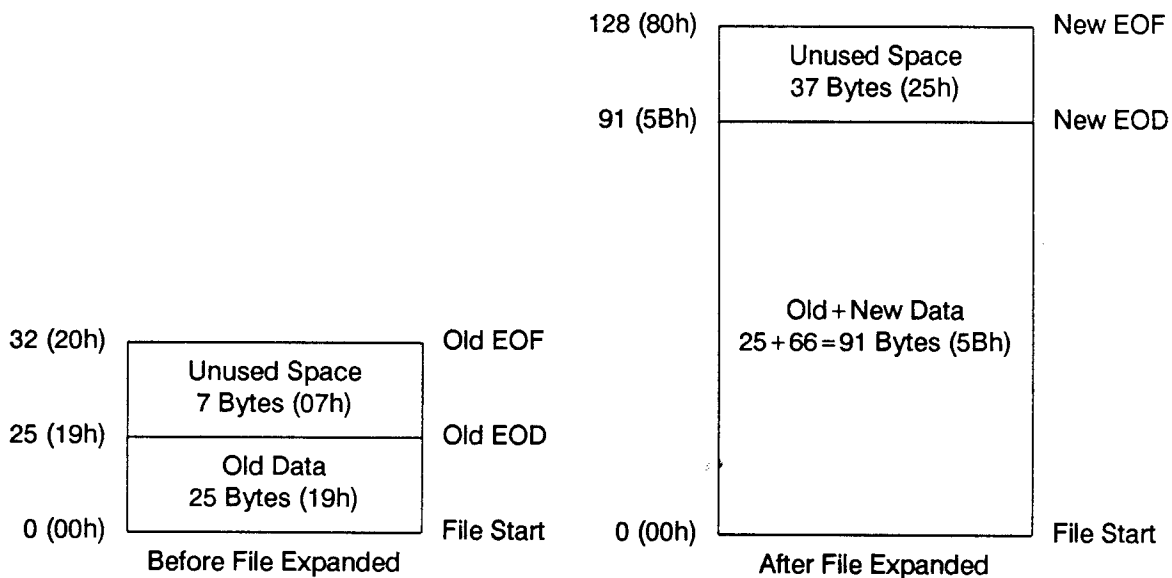 32 (20h) Old EOF
Unused Space
7 Bytes (07h)
25 (19h) Old EOD
Old Data
25 Bytes (19h)
0 (00h) File Start
Before File Expanded
128 (80h) New EOF
Unused Space
37 Bytes (25h)
91 (5Bh) New EOD
Old+New Data
25+66=91 Bytes (5Bh)
0 (00h) File Start
After File Expanded